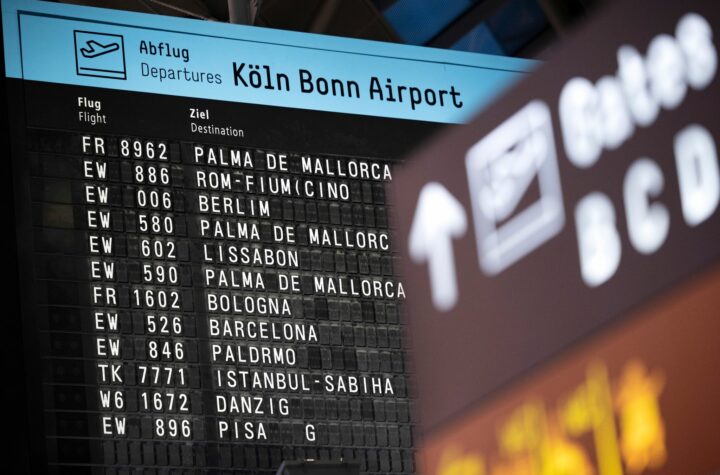 Abflug
Departures
Köln Bonn Airport
Flug
Flight
Ziel
Destination
FR 8962 PALMA DE MALLORCA
EW 886 ROM-FIUM(CINO
EW 006 BERLIM
EW 580 PALMA DE MALLORC
EW 602 LISSABON
EW 590 PALMA DE MALLORCA
FR 1602 BOLOGNA
EW 526 BARCELONA
EW 846 PALDRMO
TK 7771 ISTANBUL-SABIHA
W6 1672 DANZIG
EW 896 PISA G
Gates
B C D